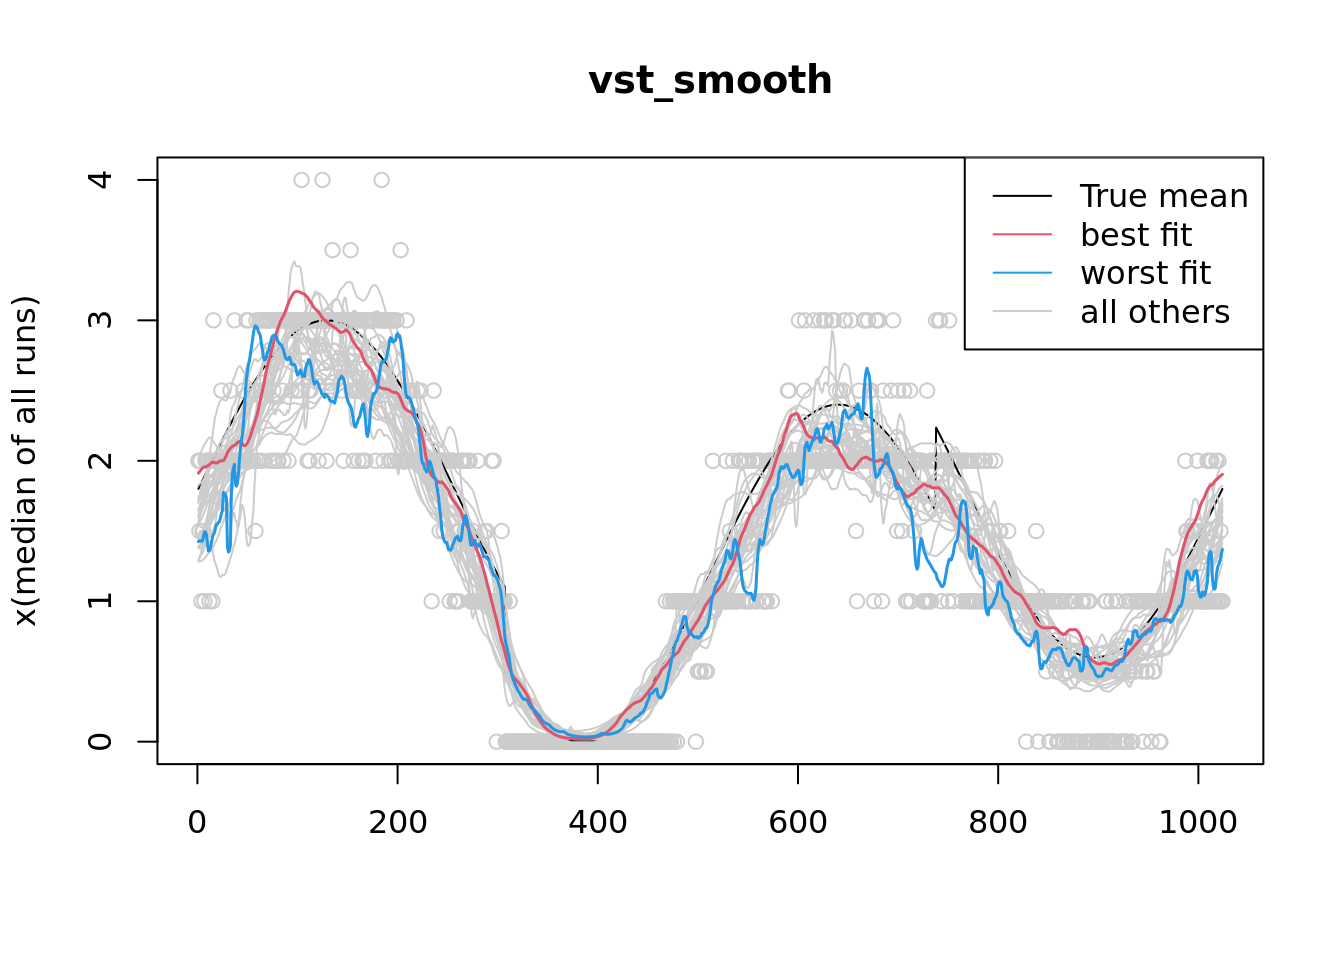 vst_smooth
x(median of all runs)
4
3
2
1
0
0 200 400 600 800 1000
True mean
best fit
worst fit
all others